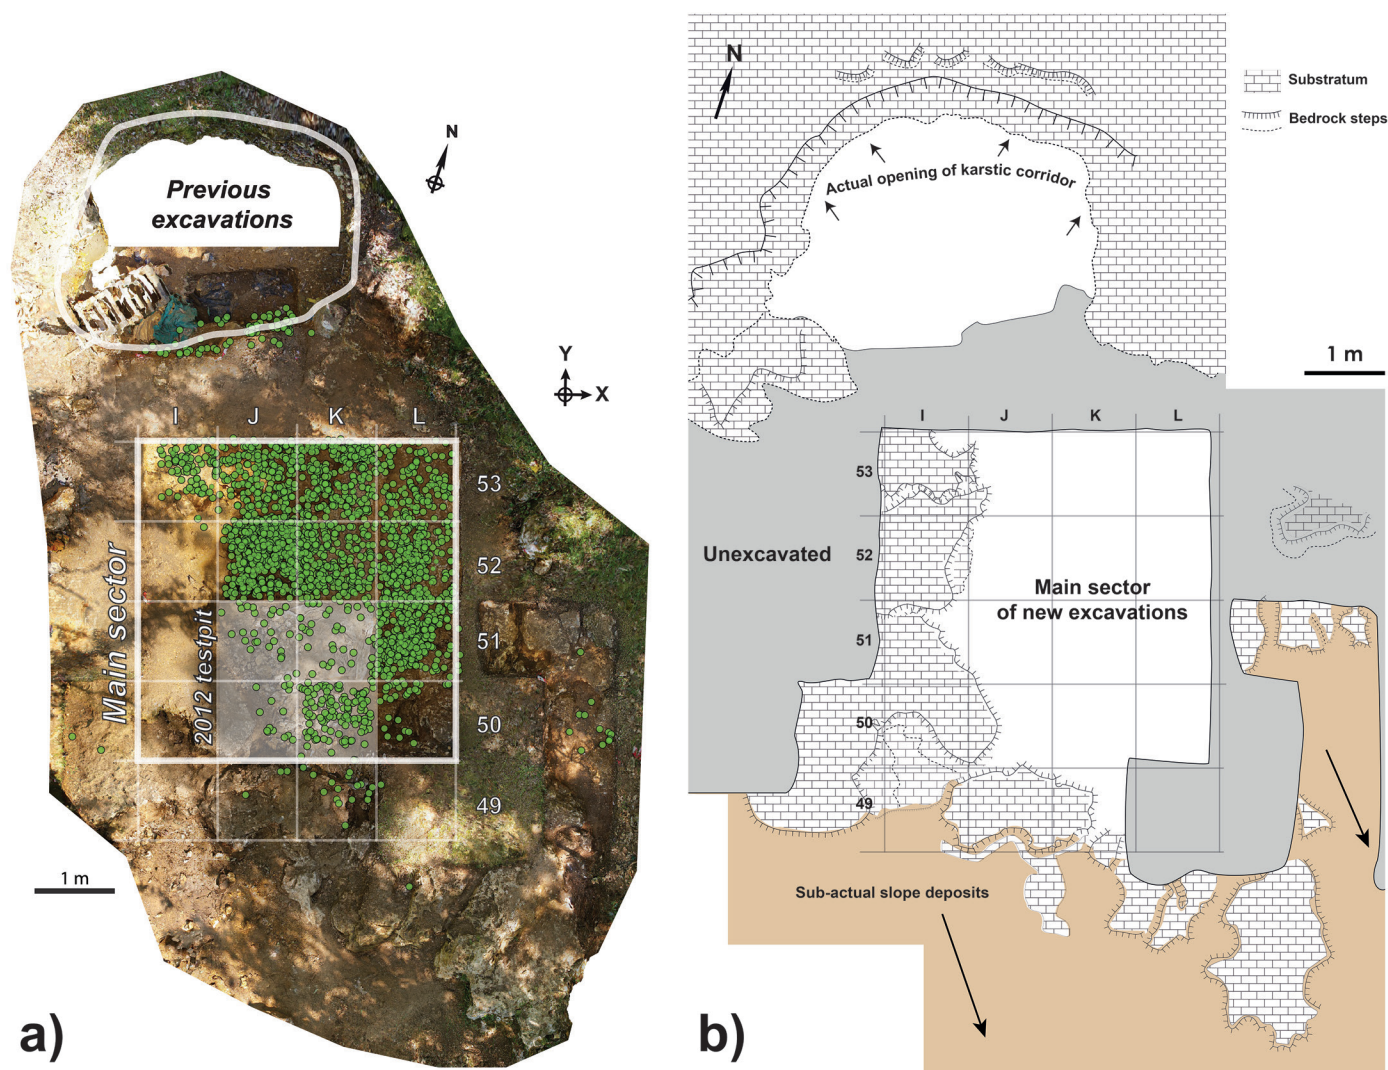 Previous
excavations
N
Y
X
I J K L
53
52
51
50
49
Main sector
2012 testpit
1 m
a)
N
Substratum
Bedrock steps
Actual opening of karstic corridor
1 m
I J K L
53
52
51
50
49
Unexcavated
Main sector
of new excavations
Sub-actual slope deposits
b)